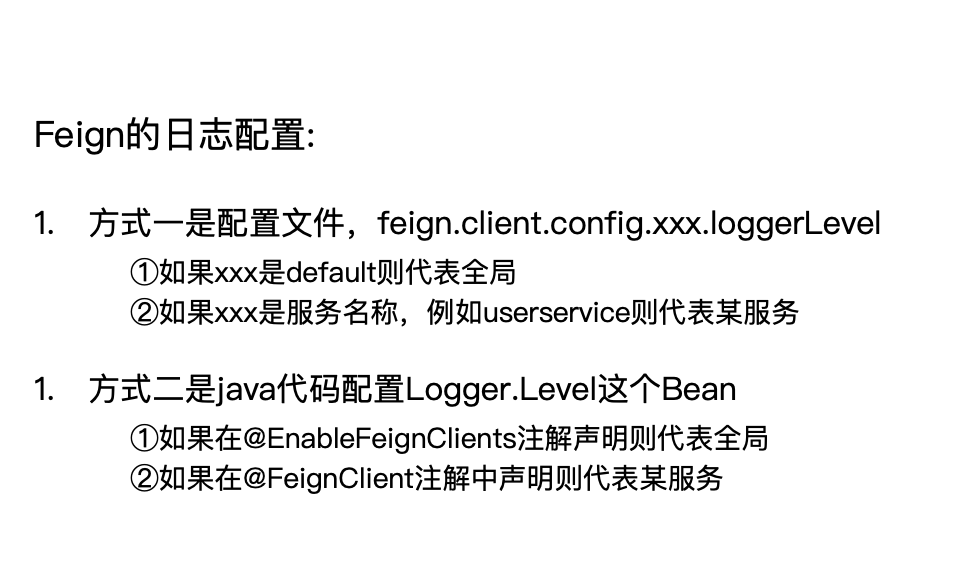 Feign的日志配置:
1. 方式一是配置文件，feign.client.config.xxx.loggerLevel
①如果xxx是default则代表全局
②如果xxx是服务名称，例如userservice则代表某服务
1. 方式二是java代码配置Logger.Level这个Bean
①如果在@EnableFeignClients注解声明则代表全局
②如果在@FeignClient注解中声明则代表某服务